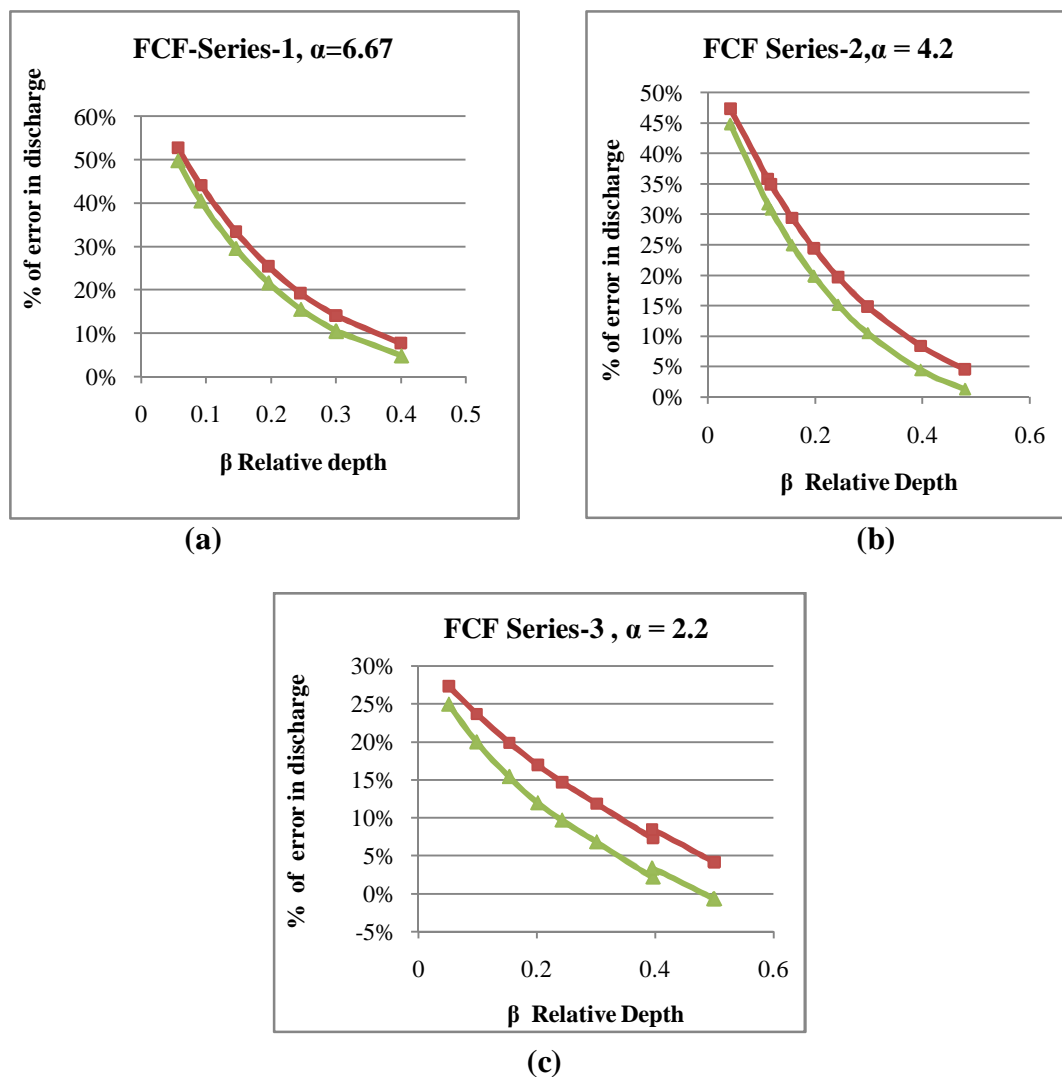 FCF-Series-1, α=6.67
% of error in discharge
60%
50%
40%
30%
20%
10%
0%
0 0.1 0.2 0.3 0.4 0.5
β Relative depth
(a)
FCF Series-2,α = 4.2
% of error in discharge
50%
45%
40%
35%
30%
25%
20%
15%
10%
5%
0%
0 0.2 0.4 0.6
β Relative Depth
(b)
FCF Series-3 , α = 2.2
% of error in discharge
30%
25%
20%
15%
10%
5%
0%
-5%
0 0.2 0.4 0.6
β Relative Depth
(c)